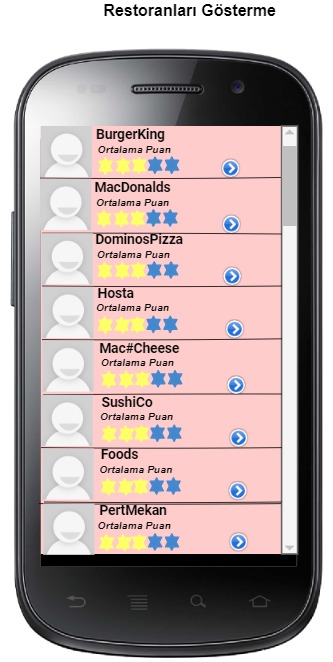 Restoranları Gösterme
BurgerKing
Ortalama Puan
MacDonalds
Ortalama Puan
DominosPizza
Ortalama Puan
Hosta
Ortalama Puan
Mac#Cheese
Ortalama Puan
SushiCo
Ortalama Puan
Foods
Ortalama Puan
PertMekan
Ortalama Puan